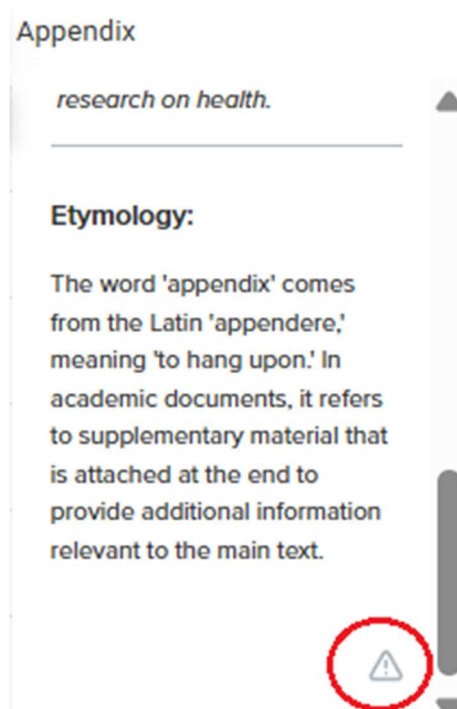 Appendix
research on health.
Etymology:
The word 'appendix' comes
from the Latin 'appendere,'
meaning 'to hang upon.' In
academic documents, it refers
to supplementary material that
is attached at the end to
provide additional information
relevant to the main text.